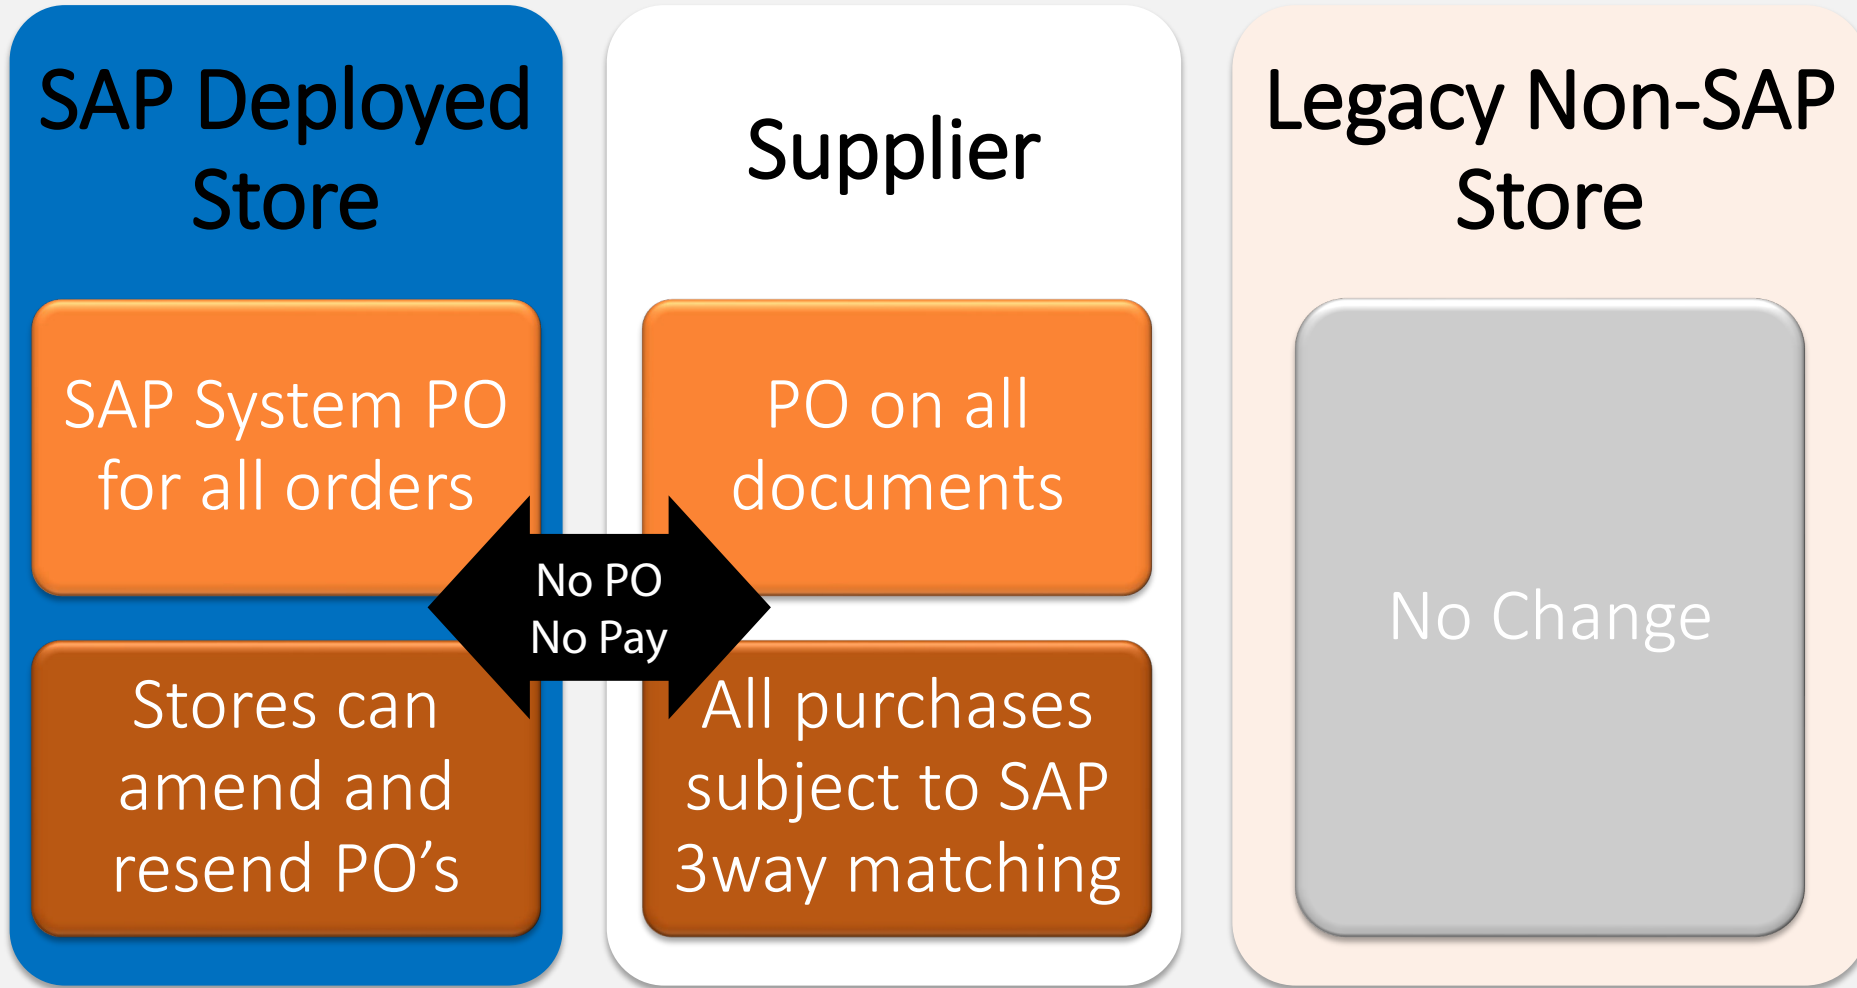 SAP Deployed
Store
SAP System PO
for all orders
Stores can
amend and
resend PO’s
No PO
No Pay
Supplier
PO on all
documents
All purchases
subject to SAP
3way matching
Legacy Non-SAP
Store
No Change